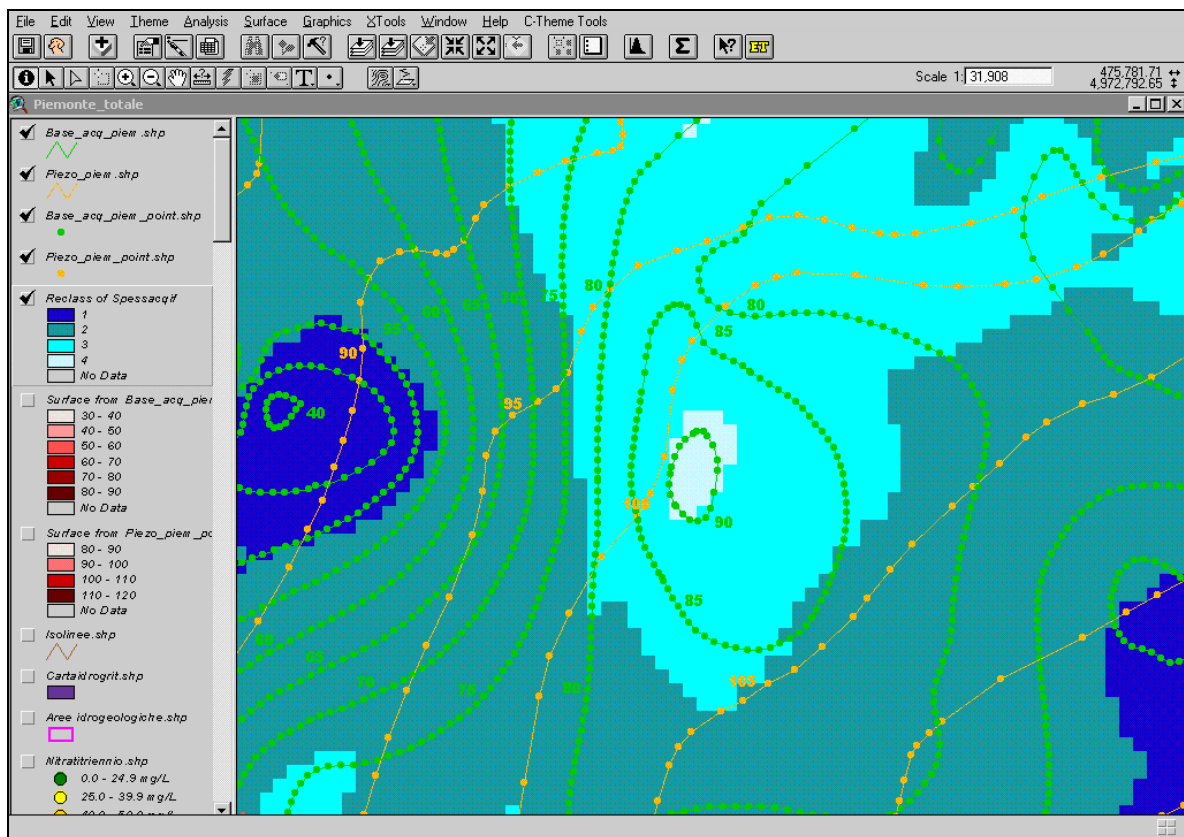 File Edit View Theme Analysis Surface Graphics XTools Window Help C-Theme Tools
ET
T
Scale 1: 31,908
475,781.71
4,972,792.65
Piemonte_totale
Base_acq_piem.shp
Piezo_piem.shp
Base_acq_piem_point.shp
Piezo_piem_point.shp
Reclass of Spessacqif
1
2
3
4
No Data
Surface from Base_acq_pier
30 - 40
40 - 50
50 - 60
60 - 70
70 - 80
80 - 90
No Data
Surface from Piezo_piem_po
80 - 90
90 - 100
100 - 110
110 - 120
No Data
Isolinee.shp
Cartaidrogrit.shp
Aree idrogeologiche.shp
Nitratitriennio.shp
0.0 - 24.9 mg/L
25.0 - 39.9 mg/L
80
70
75
80
65
60
55
85
90
95
40
100
90
85
60
65
70
75
80
105